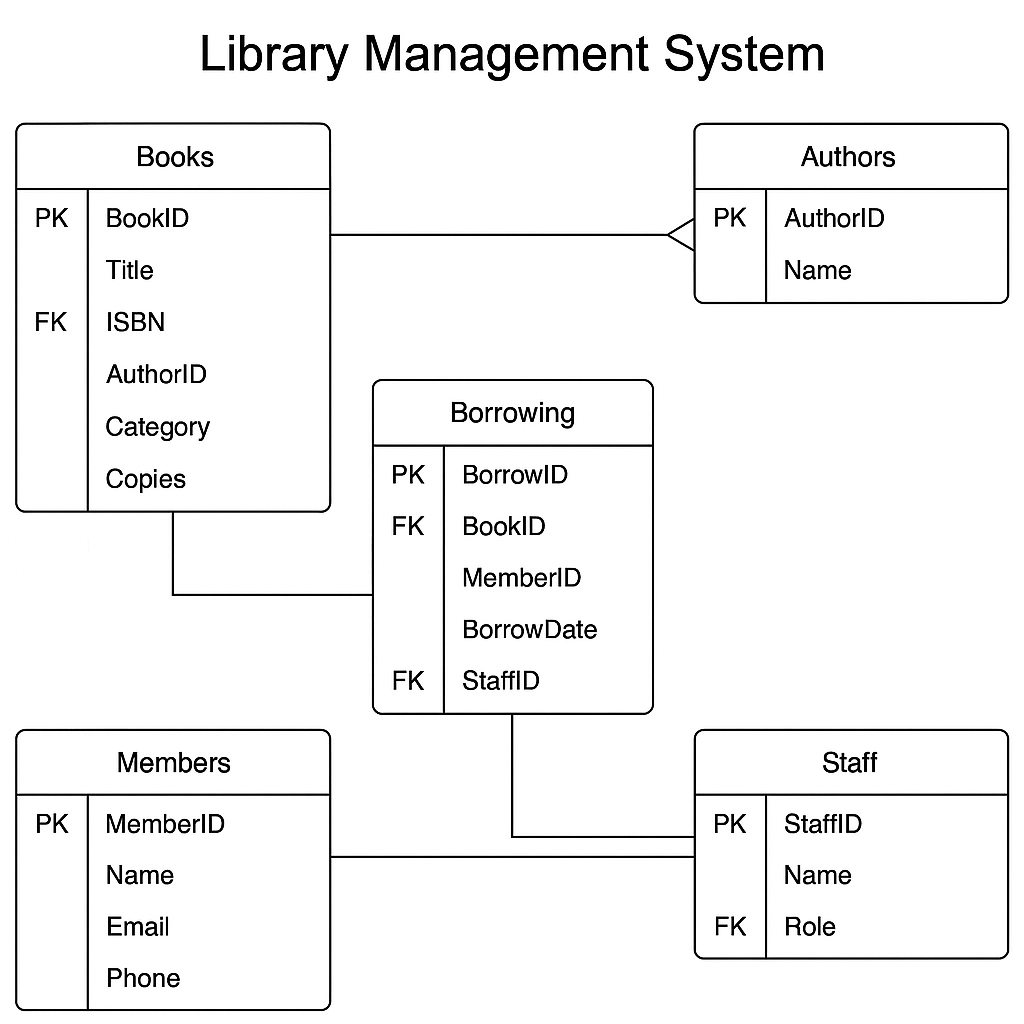 Library Management System
Books
PK BookID
Title
FK ISBN
AuthorID
Category
Copies
Authors
PK AuthorID
Name
Borrowing
PK BorrowID
FK BookID
MemberID
BorrowDate
FK StaffID
Members
PK MemberID
Name
Email
Phone
Staff
PK StaffID
Name
FK Role